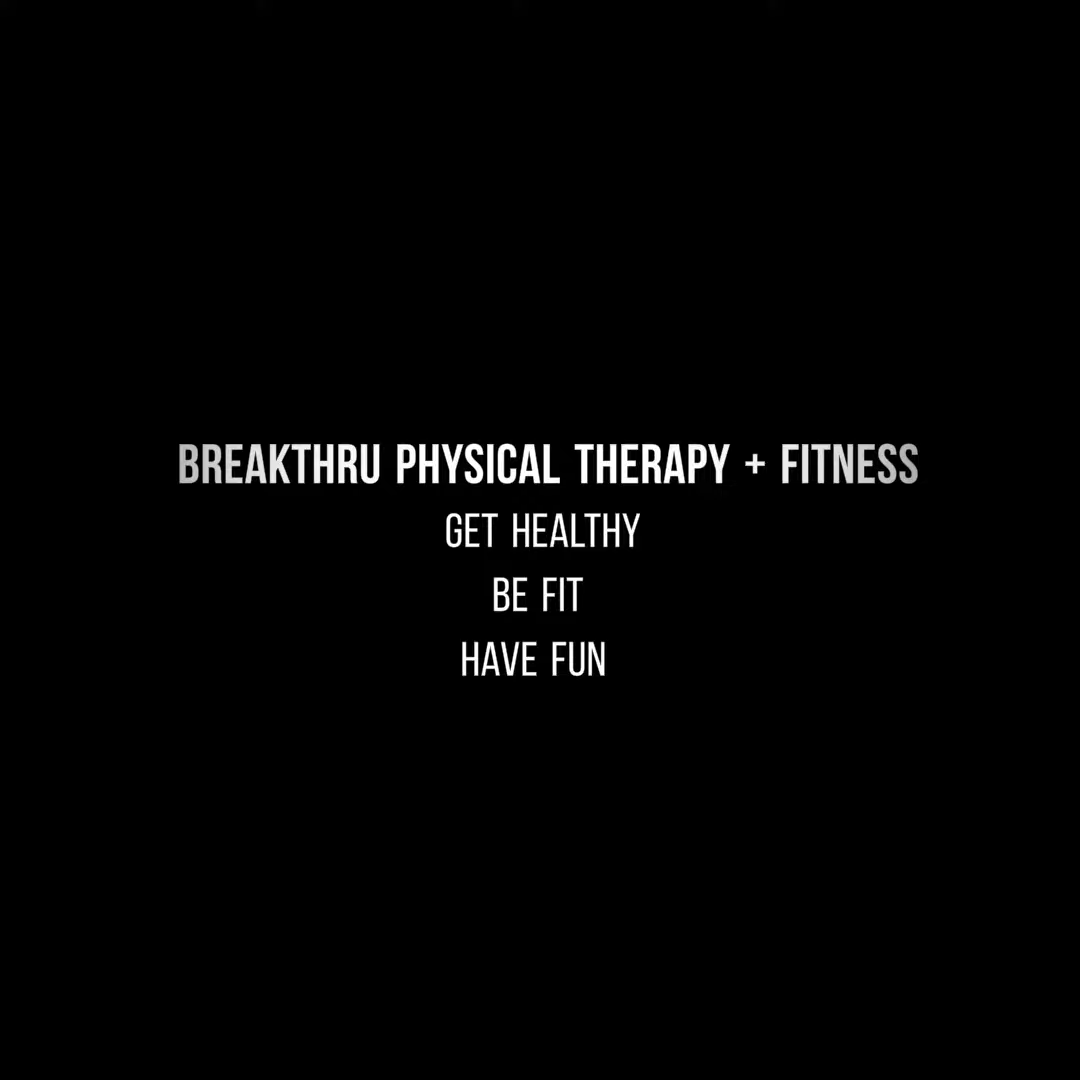 BREAKTHRU PHYSICAL THERAPY + FITNESS
GET HEALTHY
BE FIT
HAVE FUN